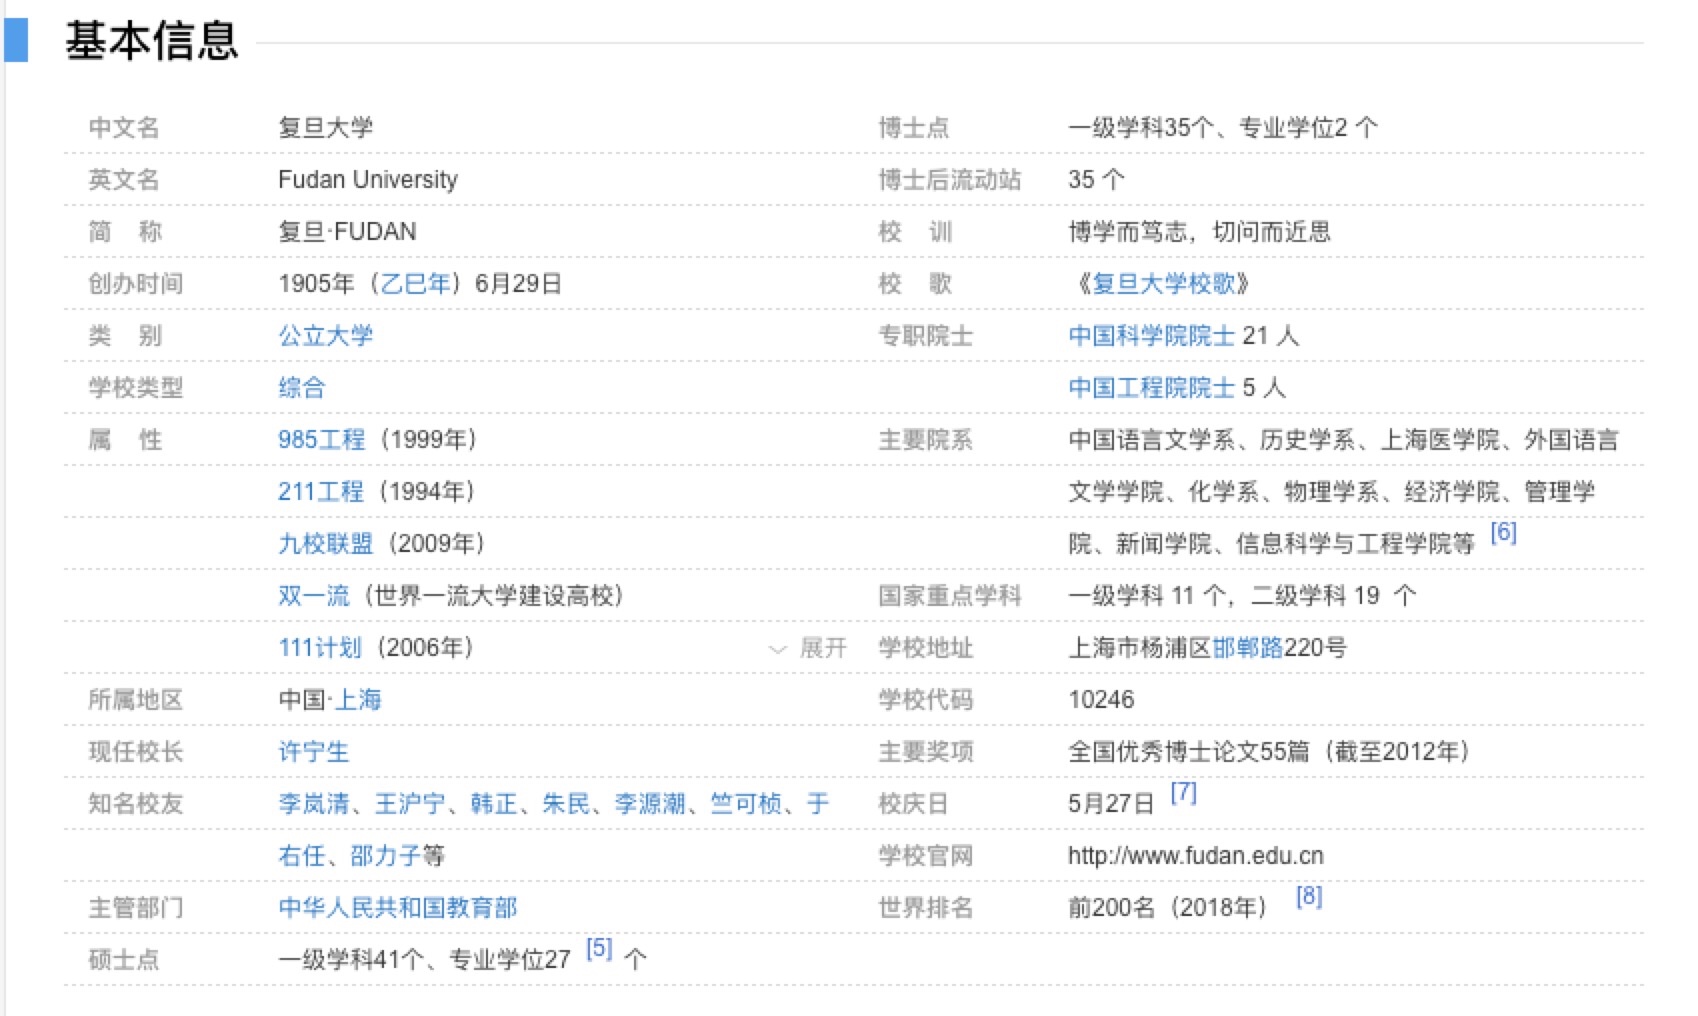 基本信息
中文名 复旦大学
英文名 Fudan University
简 称 复旦·FUDAN
创办时间 1905年（乙巳年）6月29日
类 别 公立大学
学校类型 综合
属 性 985工程（1999年）
211工程（1994年）
九校联盟（2009年）
双一流（世界一流大学建设高校）
111计划（2006年） 展开
所属地区 中国·上海
现任校长 许宁生
知名校友 李岚清、王沪宁、韩正、朱民、李源潮、竺可桢、于
右任、邵力子等
主管部门 中华人民共和国教育部
硕士点 一级学科41个、专业学位27 [5] 个
博士点 一级学科35个、专业学位2 个
博士后流动站 35 个
校 训 博学而笃志，切问而近思
校 歌 《复旦大学校歌》
专职院士 中国科学院院士 21 人
中国工程院院士 5 人
主要院系 中国语言文学系、历史学系、上海医学院、外国语言
文学学院、化学系、物理学系、经济学院、管理学
院、新闻学院、信息科学与工程学院等 [6]
国家重点学科 一级学科 11 个，二级学科 19 个
学校地址 上海市杨浦区邯郸路220号
学校代码 10246
主要奖项 全国优秀博士论文55篇（截至2012年）
校庆日 5月27日 [7]
学校官网 http://www.fudan.edu.cn
世界排名 前200名（2018年） [8]